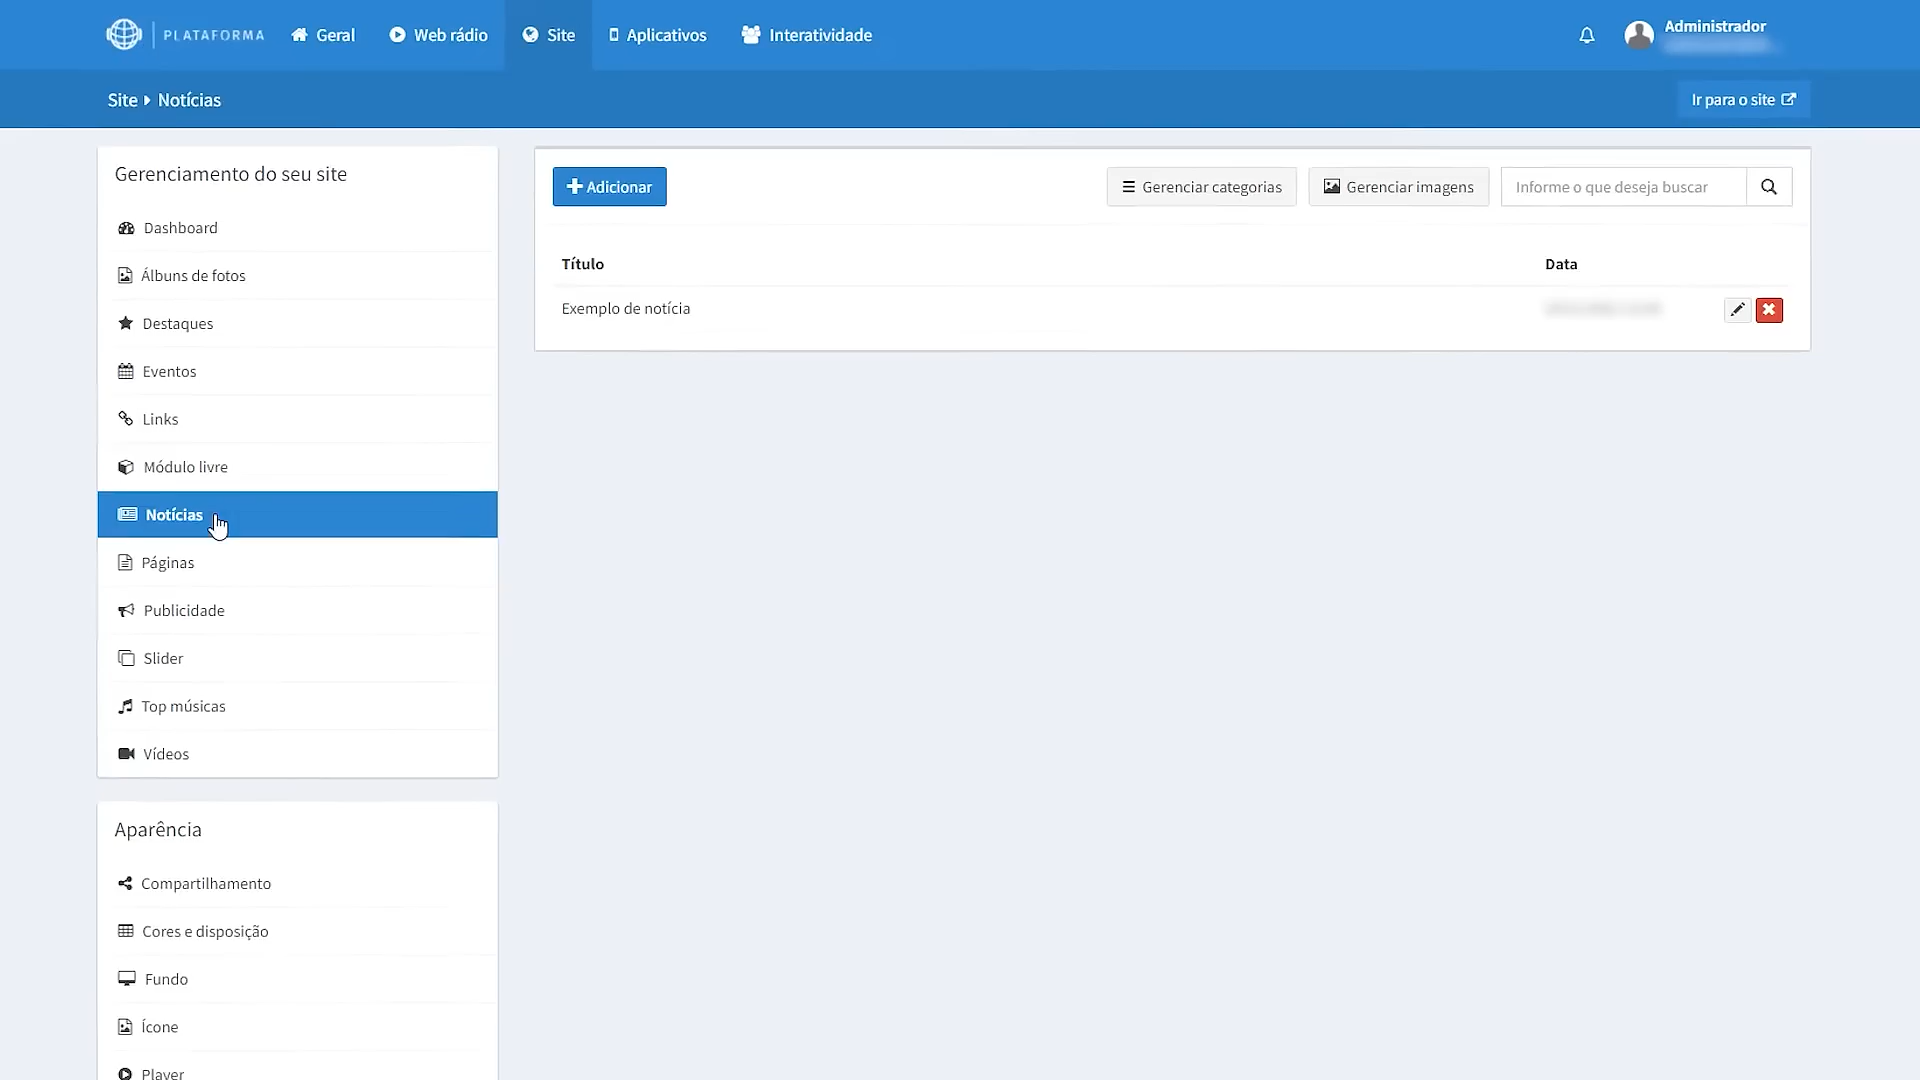 PLATAFORMA
Geral
Web rádio
Site
Aplicativos
Interatividade
Administrador
Site
Notícias
Ir para o site
Gerenciamento do seu site
Dashboard
Álbuns de fotos
Destaques
Eventos
Links
Módulo livre
Notícias
Páginas
Publicidade
Slider
Top músicas
Vídeos
Aparência
Compartilhamento
Cores e disposição
Fundo
Ícone
Player
Adicionar
Gerenciar categorias
Gerenciar imagens
Informe o que deseja buscar
Título
Data
Exemplo de notícia